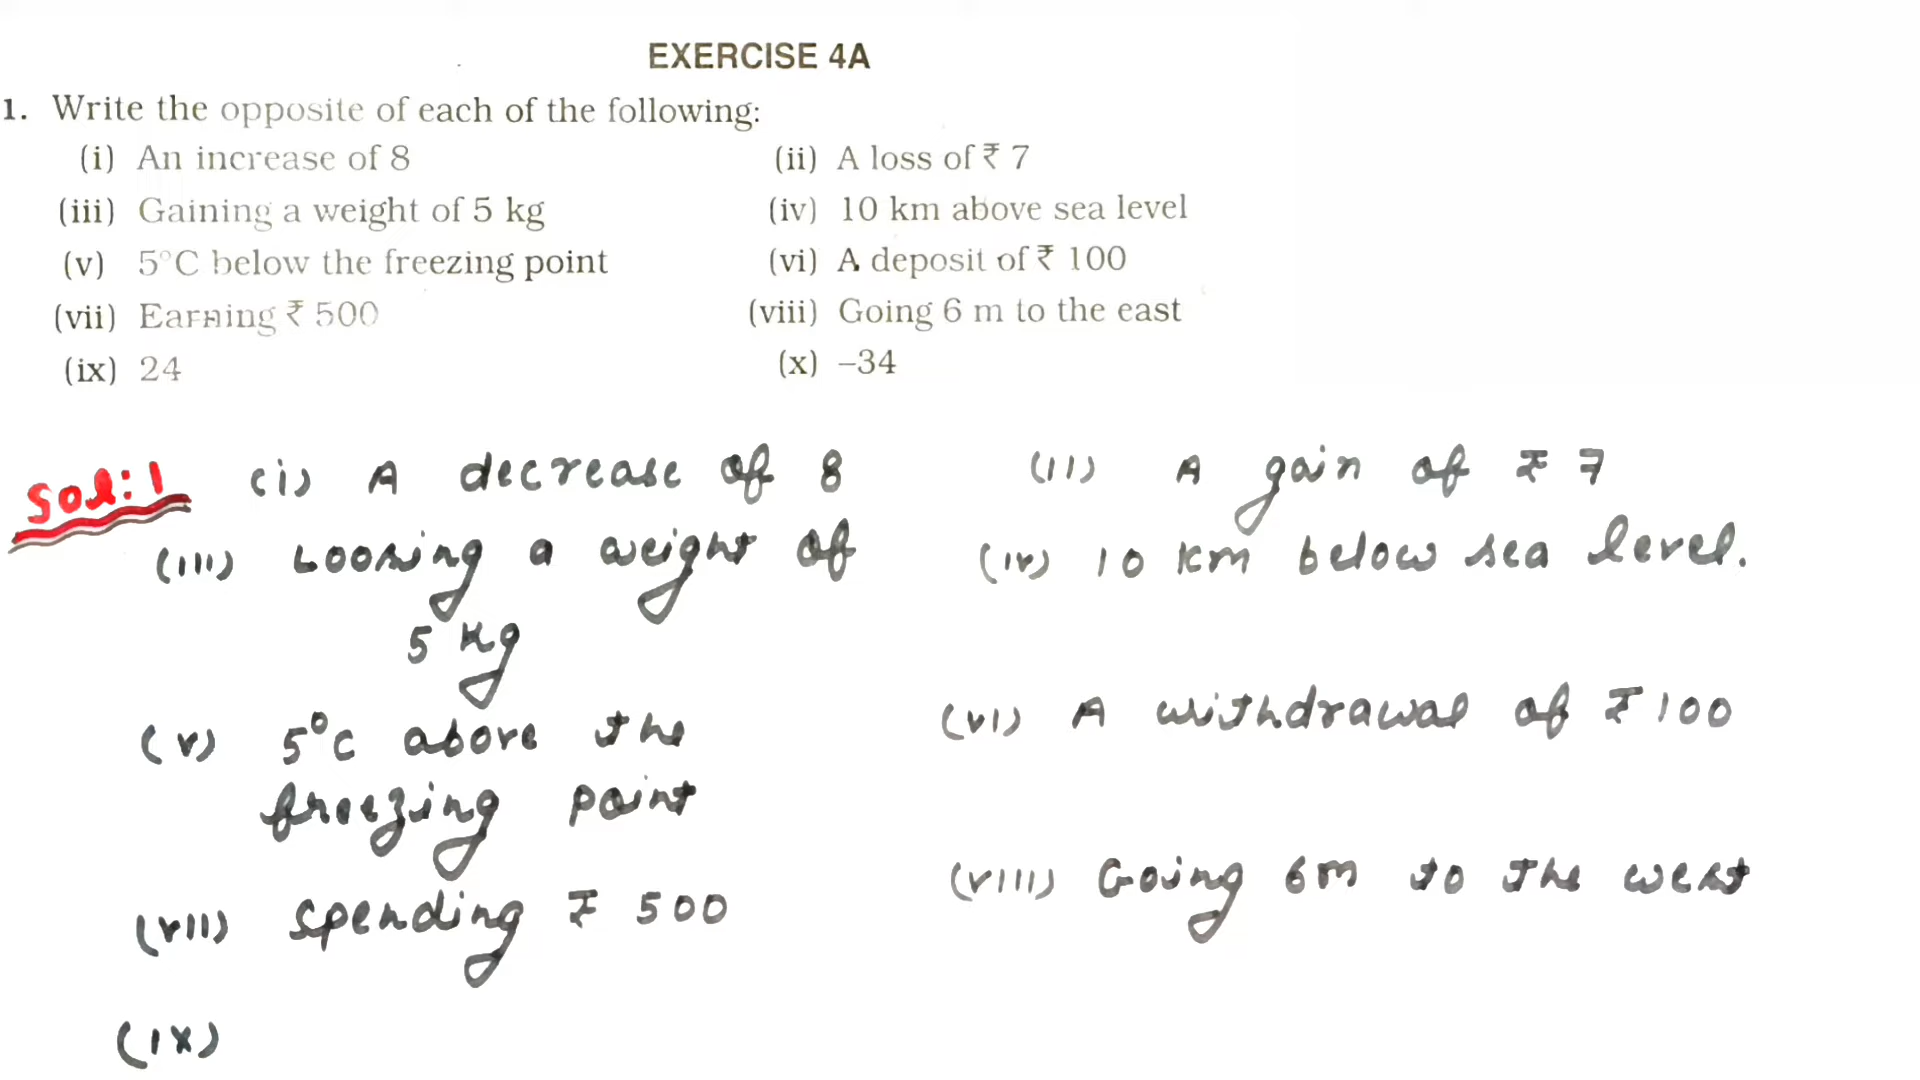 EXERCISE 4A
1. Write the opposite of each of the following:
(i) An increase of 8 (ii) A loss of ₹ 7
(iii) Gaining a weight of 5 kg (iv) 10 km above sea level
(v) 5°C below the freezing point (vi) A deposit of ₹ 100
(vii) Earning ₹ 500 (viii) Going 6 m to the east
(ix) 24 (x) –34
Sol:1 (i) A decrease of 8 (ii) A gain of ₹ 7
(iii) Loosing a weight of (iv) 10 km below sea level.
5 kg
(v) 5°c above the (vi) A withdrawal of ₹ 100
freezing point
(vii) spending ₹ 500 (viii) Going 6m to the west
(ix)